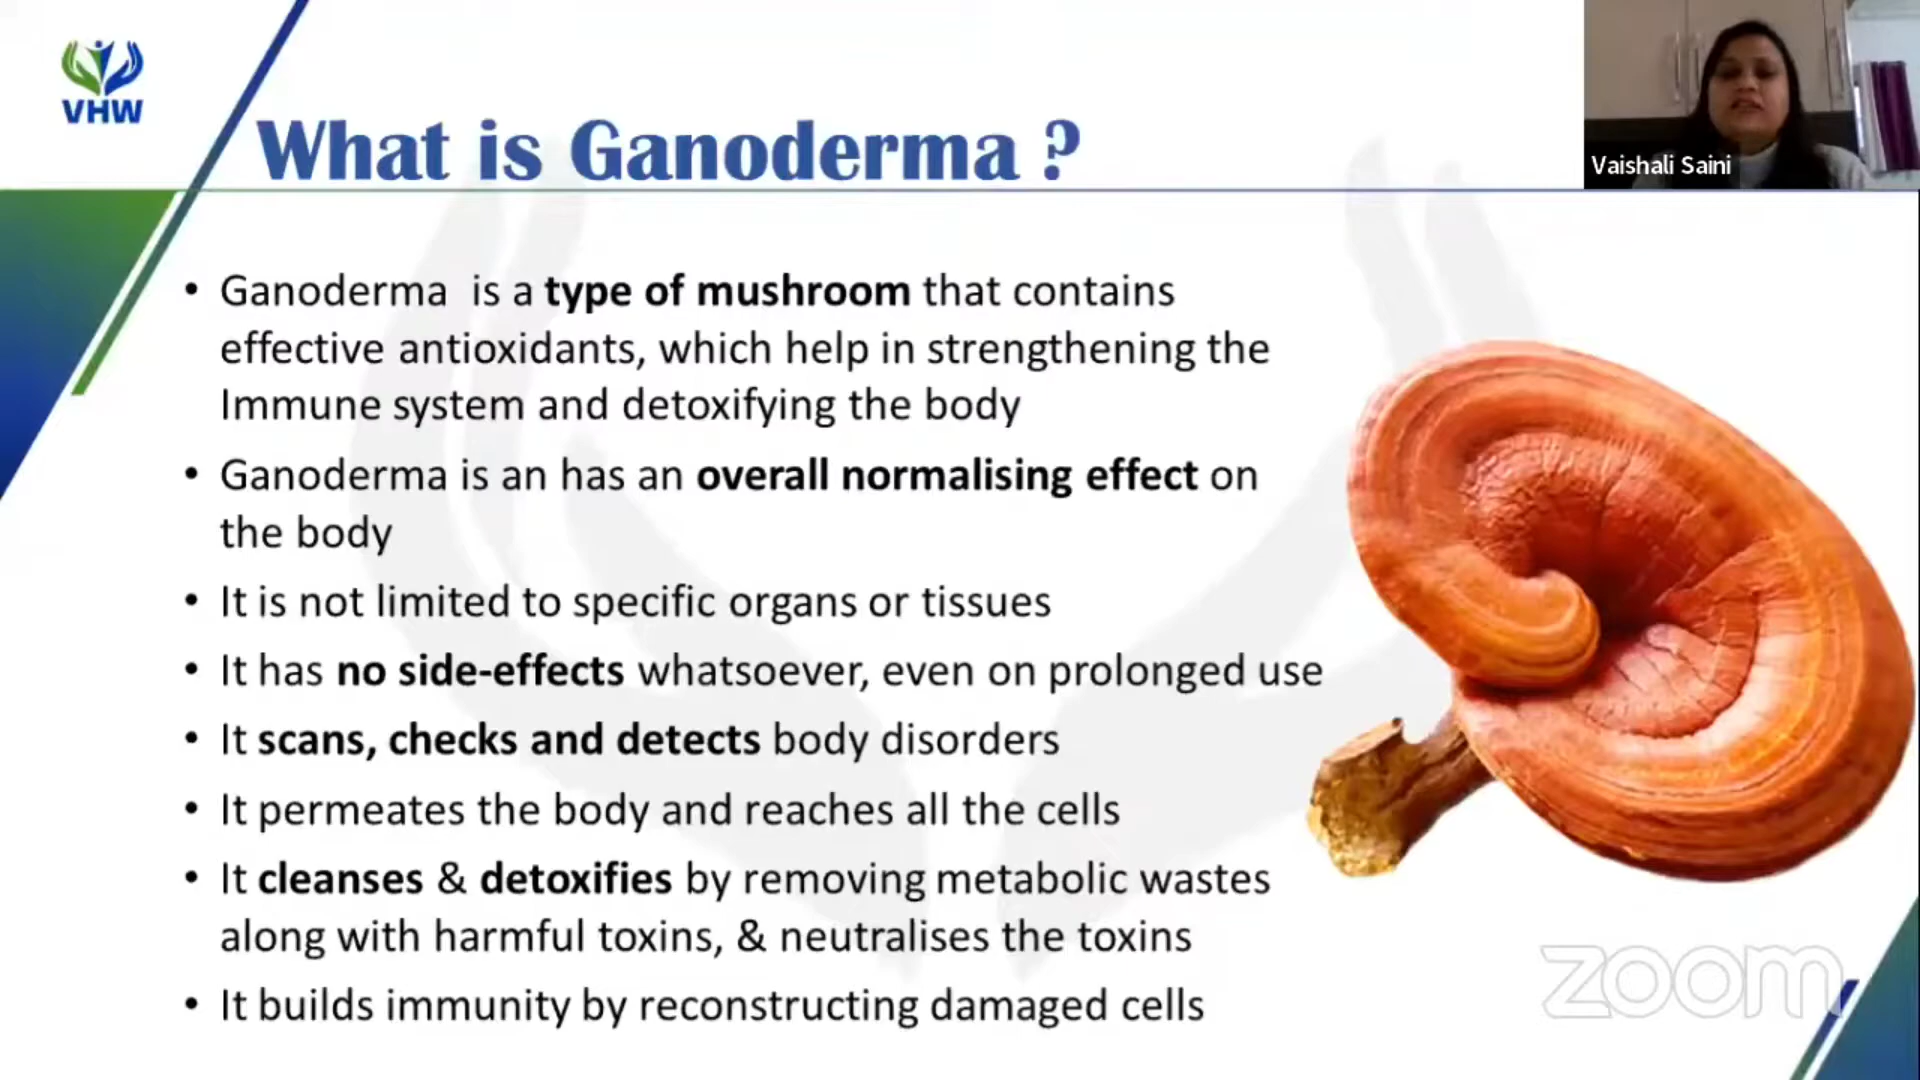 VHW
What is Ganoderma ?
Vaishali Saini
• Ganoderma is a type of mushroom that contains
effective antioxidants, which help in strengthening the
Immune system and detoxifying the body
• Ganoderma is an has an overall normalising effect on
the body
• It is not limited to specific organs or tissues
• It has no side-effects whatsoever, even on prolonged use
• It scans, checks and detects body disorders
• It permeates the body and reaches all the cells
• It cleanses & detoxifies by removing metabolic wastes
along with harmful toxins, & neutralises the toxins
• It builds immunity by reconstructing damaged cells
zoom